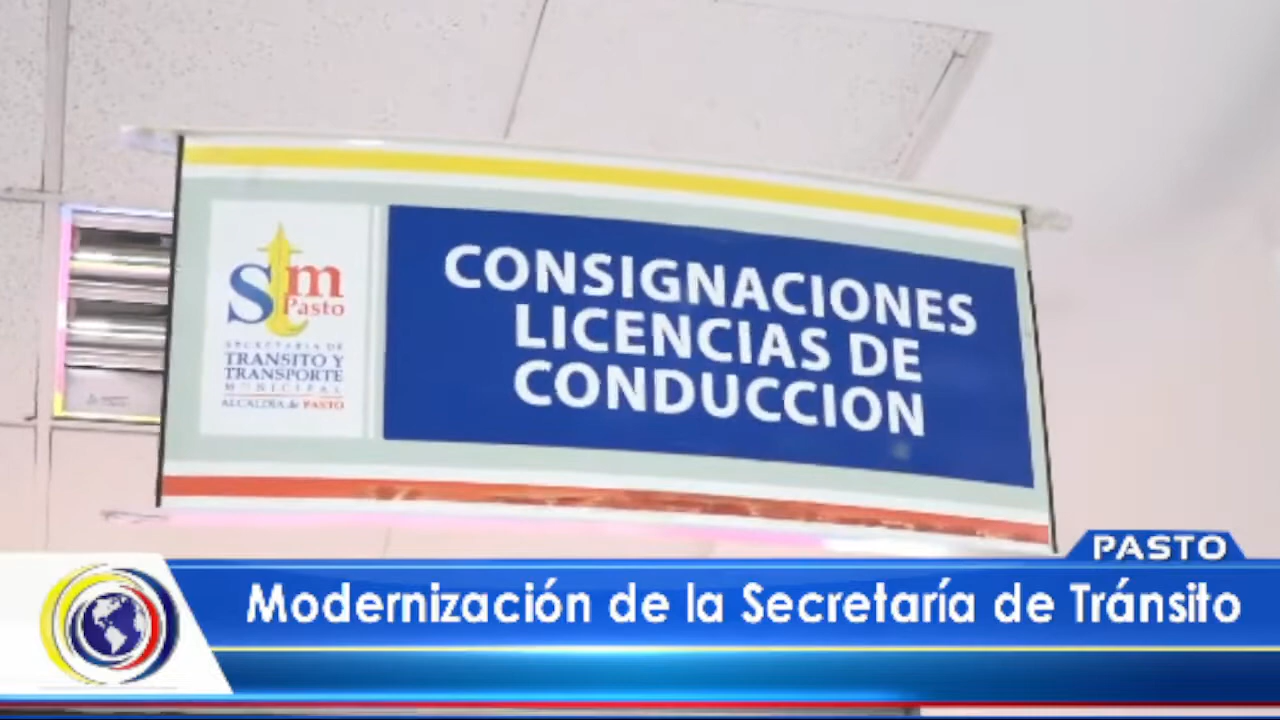 stm
Pasto
SECRETARIA DE
TRANSITO Y
TRANSPORTE
MUNICIPAL
ALCALDIA de PASTO
CONSIGNACIONES
LICENCIAS DE
CONDUCCION
PASTO
Modernización de la Secretaría de Tránsito